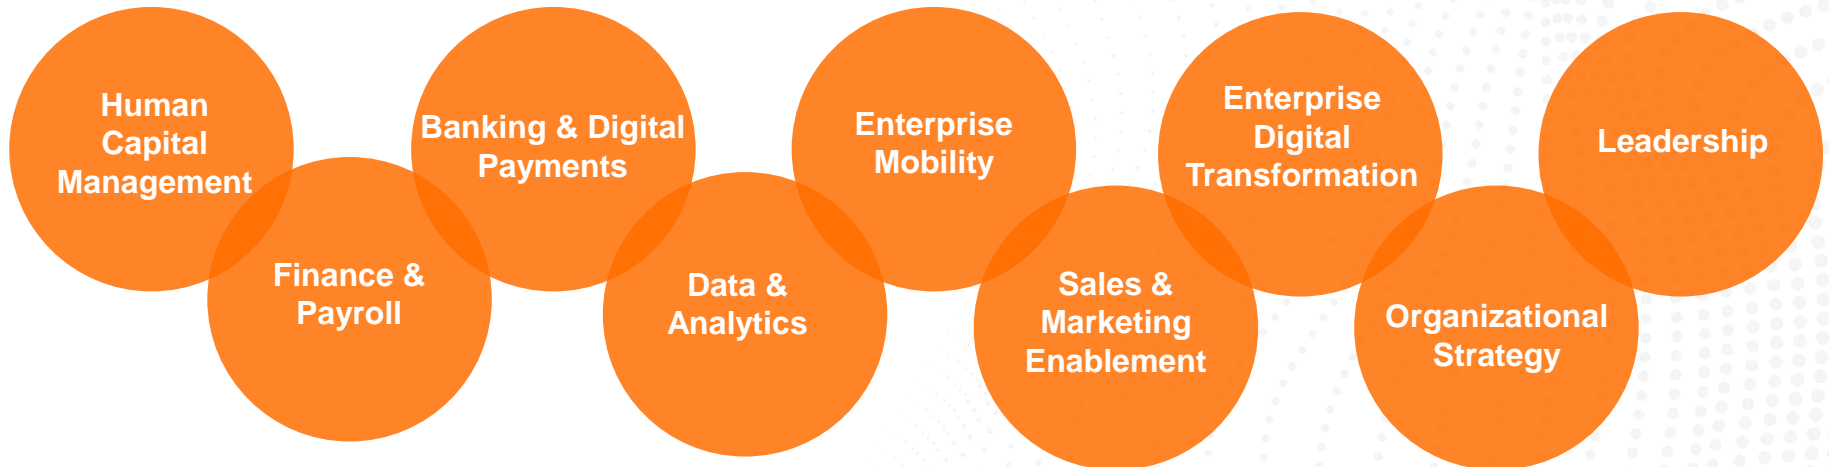 Human
Capital
Management
Finance &
Payroll
Banking & Digital
Payments
Data &
Analytics
Enterprise
Mobility
Sales &
Marketing
Enablement
Enterprise
Digital
Transformation
Organizational
Strategy
Leadership